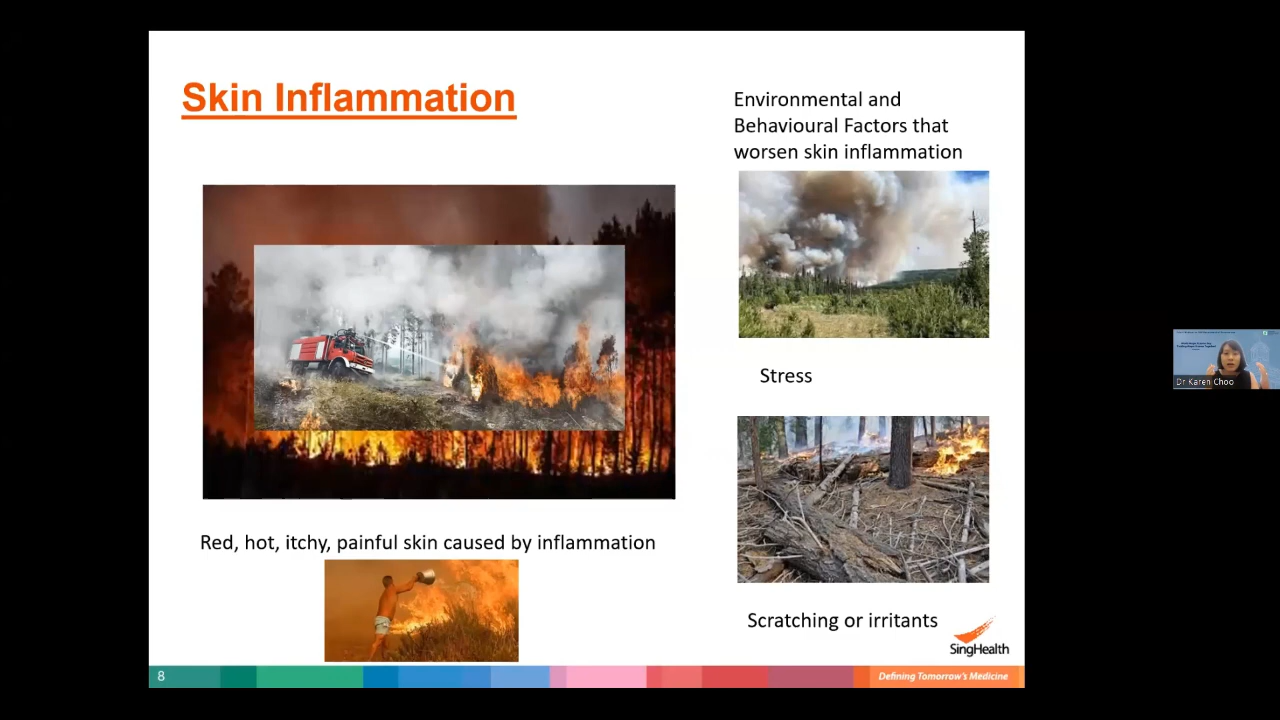 Skin Inflammation
Environmental and
Behavioural Factors that
worsen skin inflammation
Stress
Red, hot, itchy, painful skin caused by inflammation
Scratching or irritants
SingHealth
8
Defining Tomorrow's Medicine
Dr Karen Choo